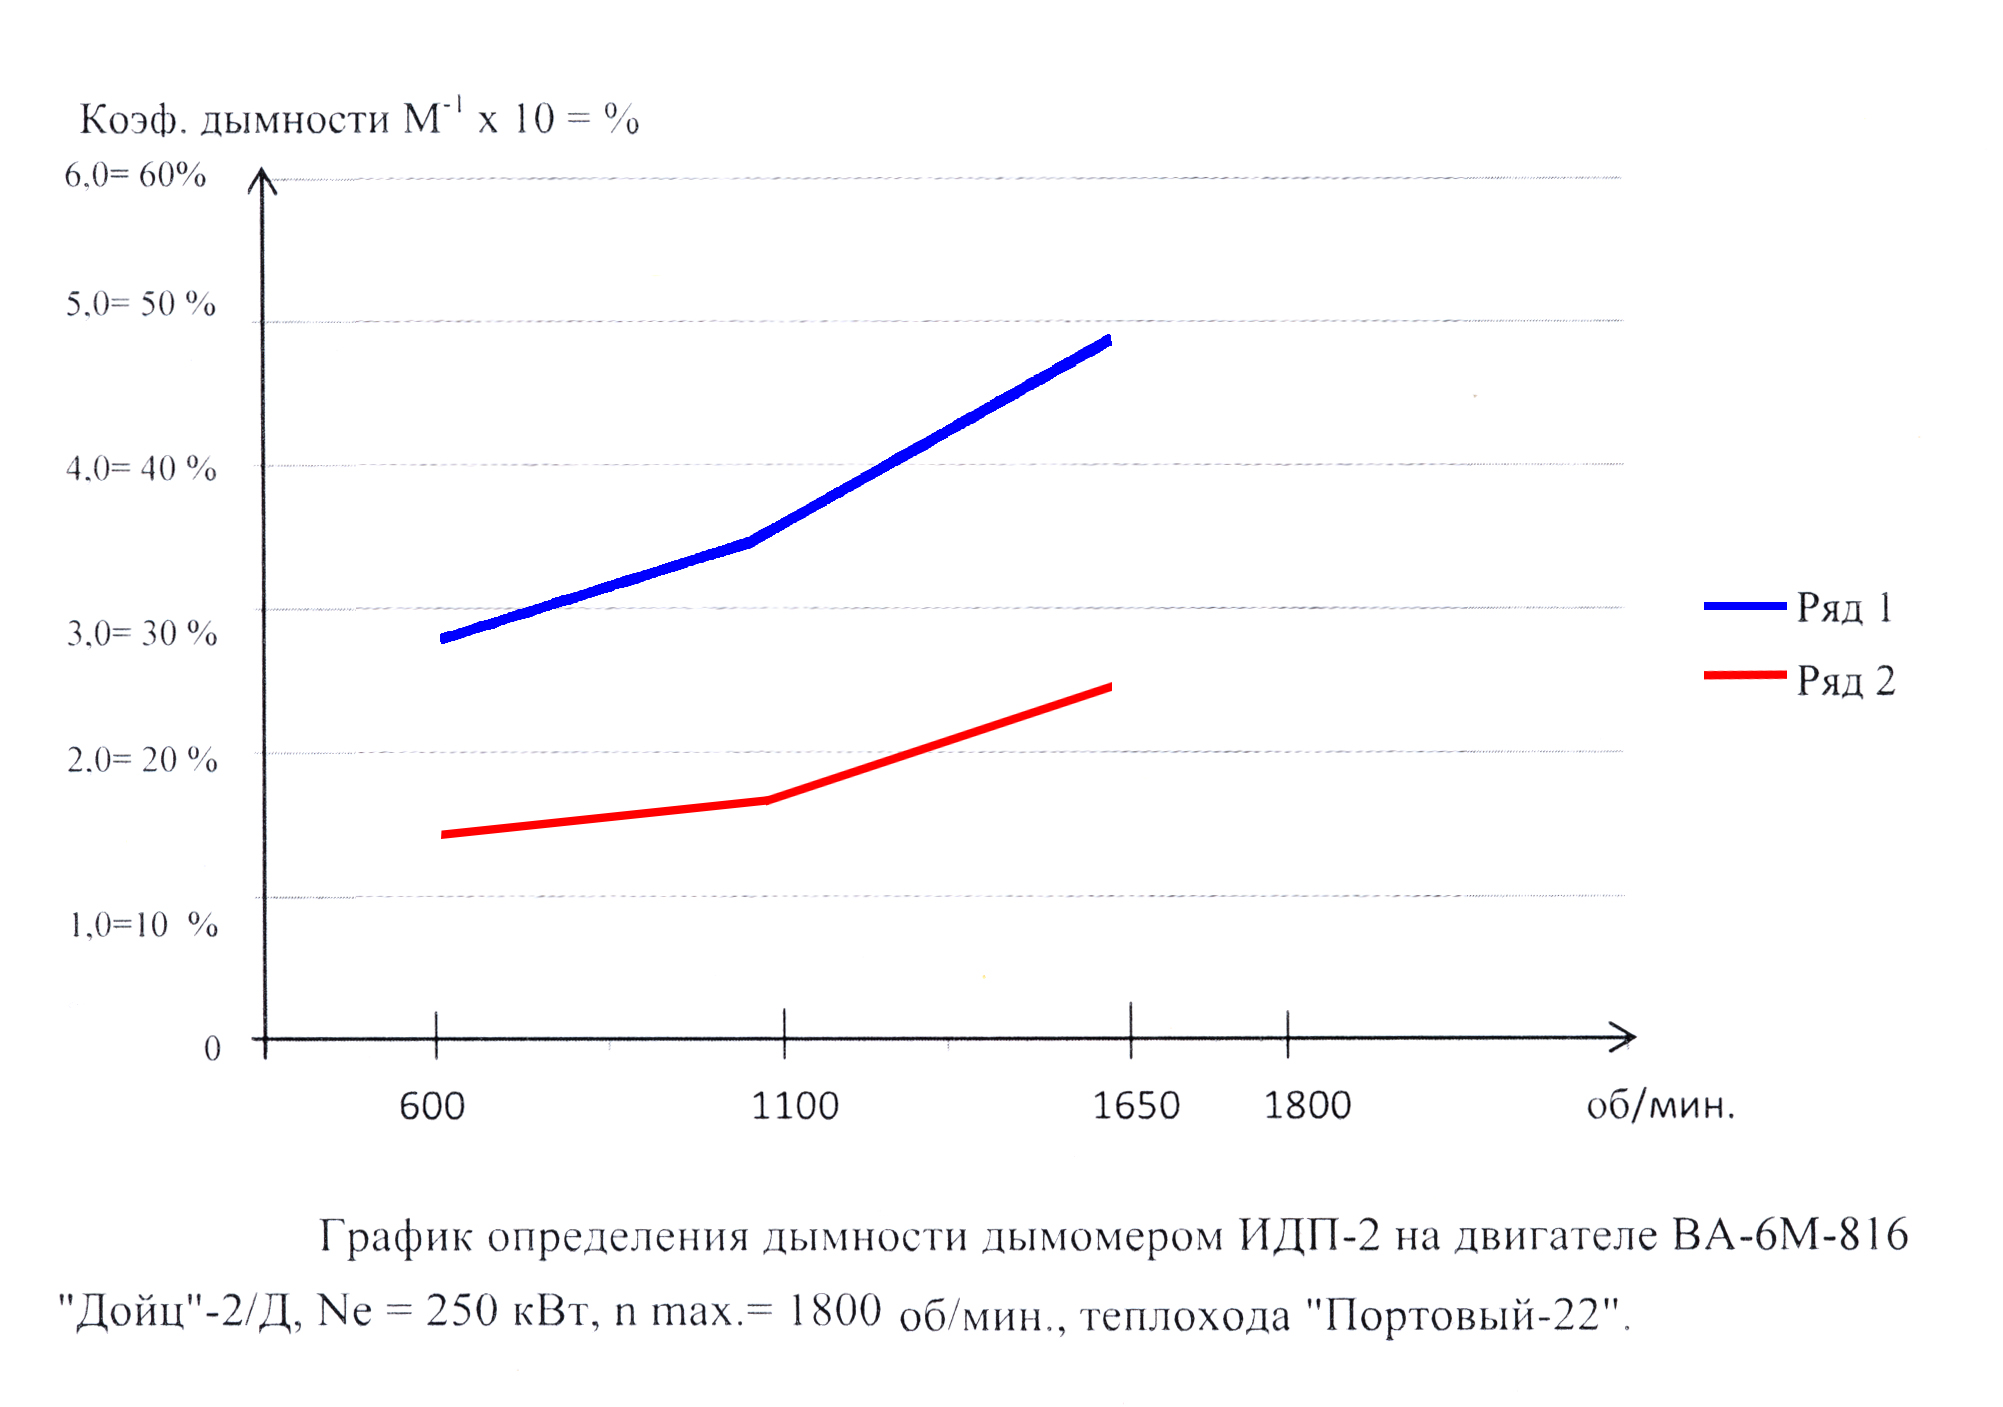 Коэф. дымности М⁻¹ х 10 = %
6,0= 60%
5,0= 50 %
4,0= 40 %
3,0= 30 %
2.0= 20 %
1,0=10 %
0
600 1100 1650 1800 об/мин.
Ряд 1
Ряд 2
График определения дымности дымомером ИДП-2 на двигателе ВА-6М-816
"Дойц"-2/Д, Ne = 250 кВт, n max.= 1800 об/мин., теплохода "Портовый-22".